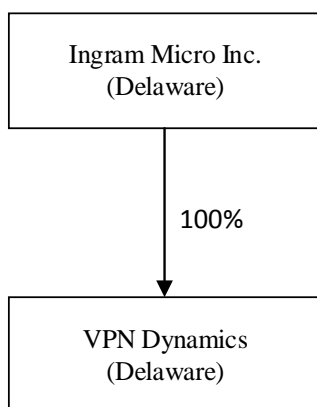 Ingram Micro Inc.
(Delaware)
100%
VPN Dynamics
(Delaware)